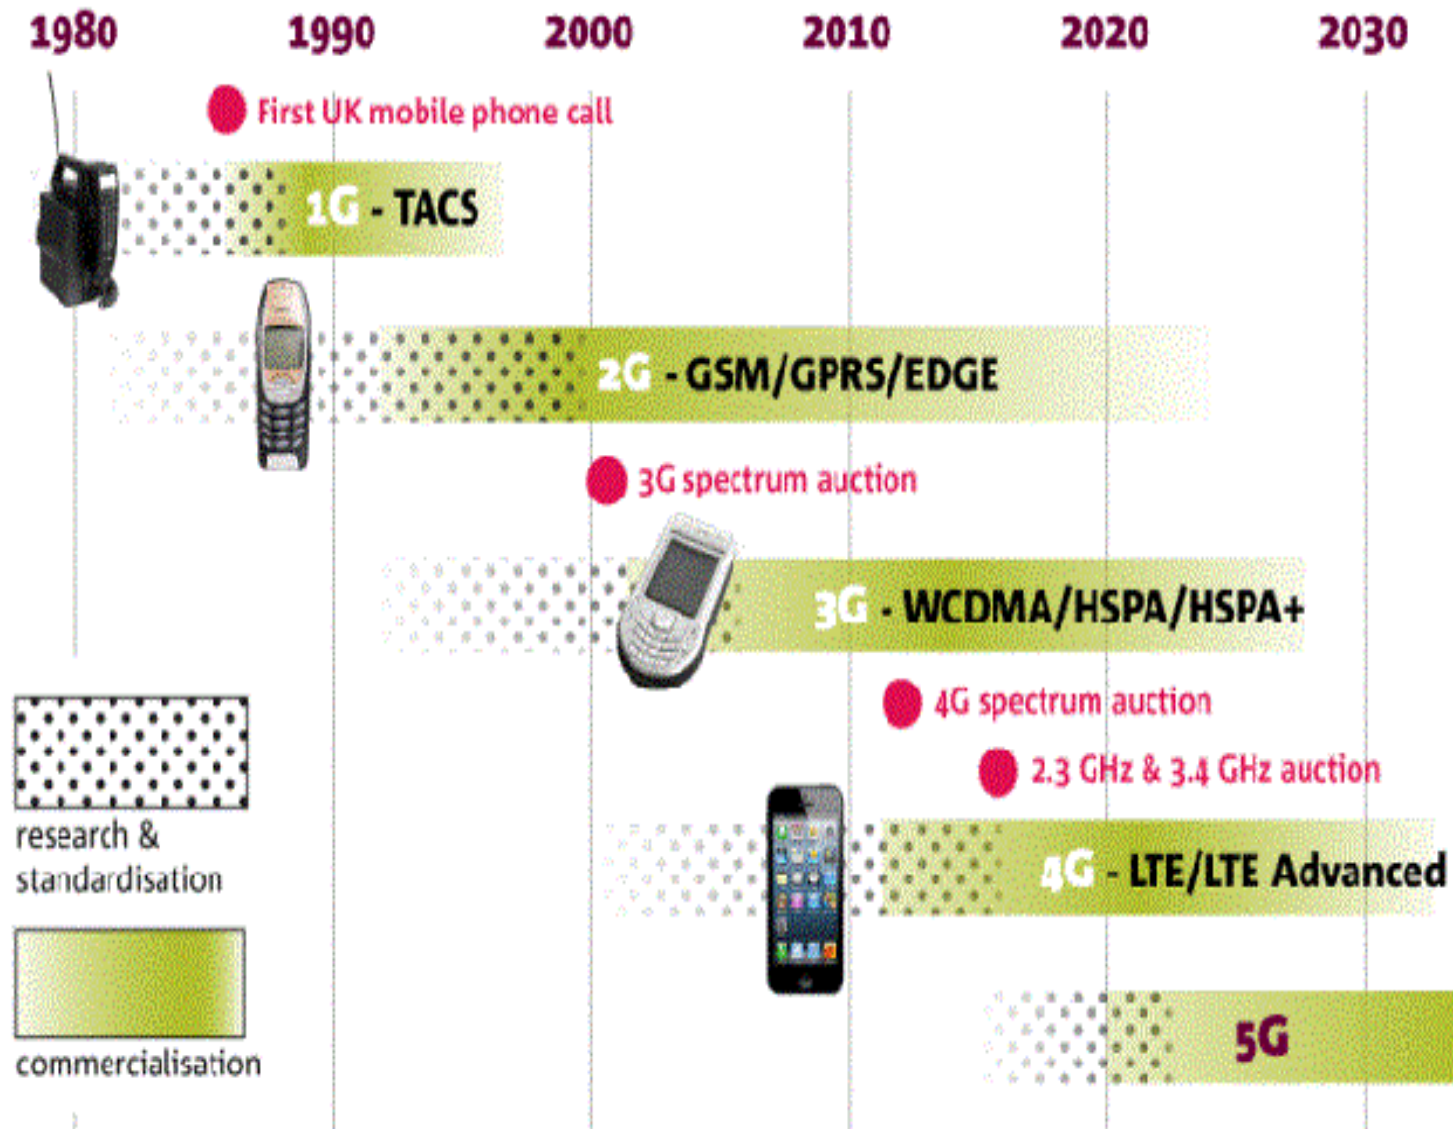 1980 1990 2000 2010 2020 2030
First UK mobile phone call
1G - TACS
2G - GSM/GPRS/EDGE
3G spectrum auction
3G - WCDMA/HSPA/HSPA+
4G spectrum auction
2.3 GHz & 3.4 GHz auction
research &
standardisation
4G - LTE/LTE Advanced
5G
commercialisation